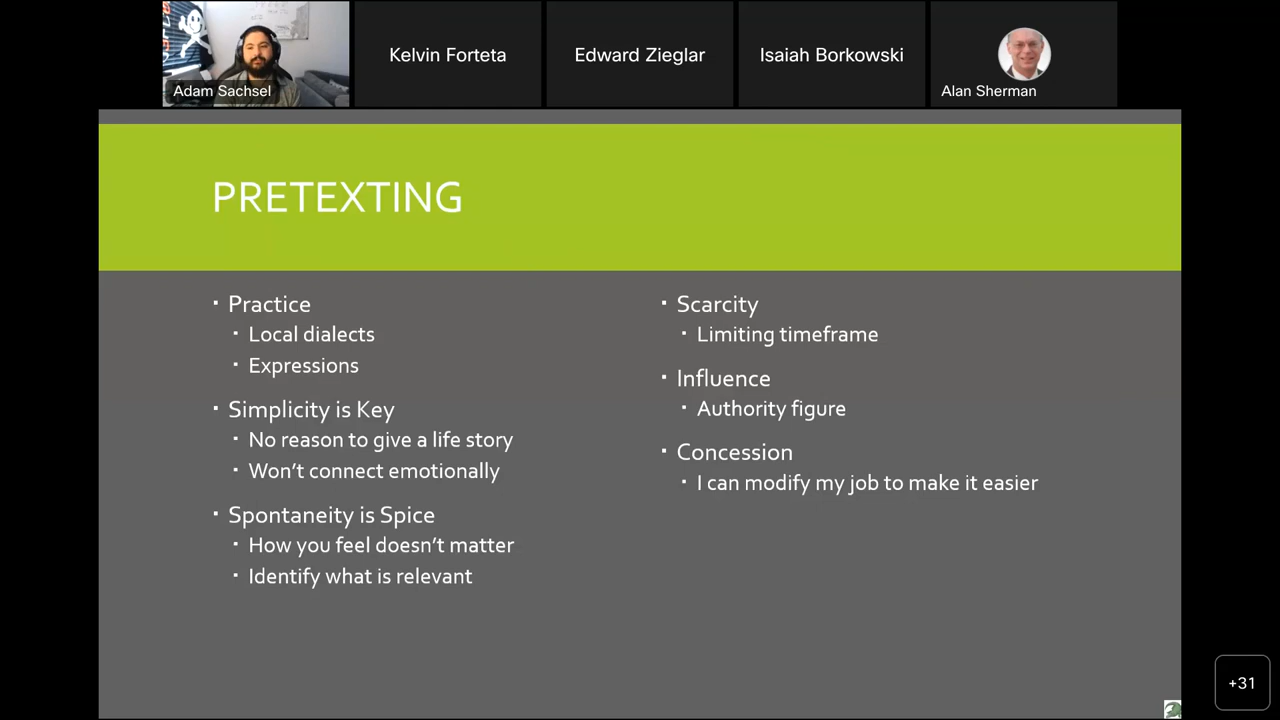 Adam Sachsel
Kelvin Forteta
Edward Zieglar
Isaiah Borkowski
Alan Sherman
PRETEXTING
▪ Practice
▪ Local dialects
▪ Expressions
▪ Simplicity is Key
▪ No reason to give a life story
▪ Won't connect emotionally
▪ Spontaneity is Spice
▪ How you feel doesn't matter
▪ Identify what is relevant
▪ Scarcity
▪ Limiting timeframe
▪ Influence
▪ Authority figure
▪ Concession
▪ I can modify my job to make it easier
+31